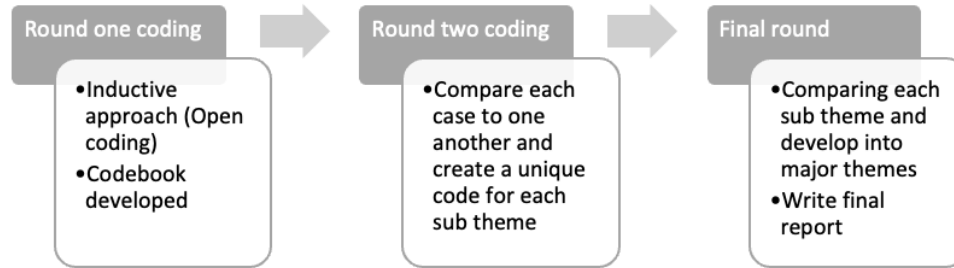 Round one coding
•Inductive
approach (Open
coding)
•Codebook
developed
Round two coding
•Compare each
case to one
another and
create a unique
code for each
sub theme
Final round
•Comparing each
sub theme and
develop into
major themes
•Write final
report